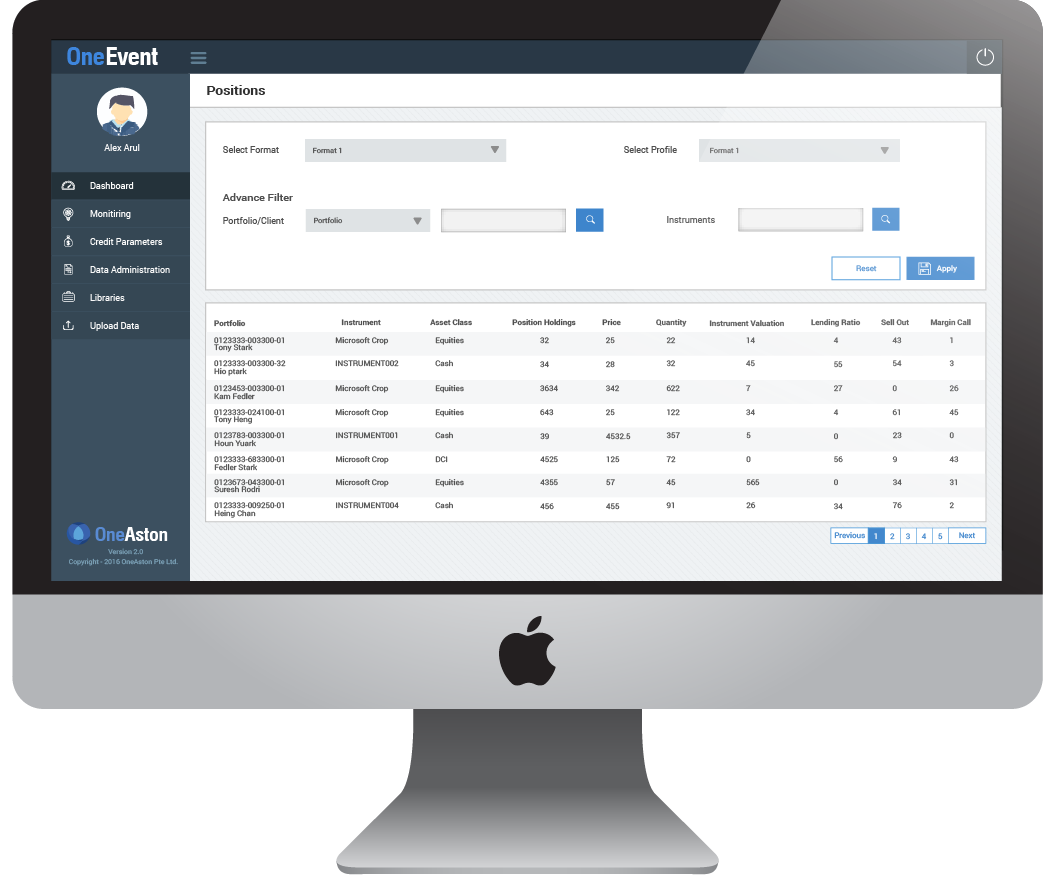 OneEvent
Positions
Alex Arul
Dashboard
Monitiring
Credit Parameters
Data Administration
Libraries
Upload Data
OneAston
Version 2.0
Copyright - 2016 OneAston Pte Ltd.
Select Format Format 1 Select Profile Format 1
Advance Filter
Portfolio/Client Portfolio Instruments
Reset Apply
Portfolio Instrument Asset Class Position Holdings Price Quantity Instrument Valuation Lending Ratio Sell Out Margin Call
0123333-003300-01 Microsoft Crop Equities 32 25 22 14 4 43 1
Tony Stark
0123333-003300-32 INSTRUMENT002 Cash 34 28 32 45 55 54 3
Hio ptark
0123453-003300-01 Microsoft Crop Equities 3634 342 622 7 27 0 26
Kam Fedler
0123333-024100-01 Microsoft Crop Equities 643 25 122 34 4 61 45
Tony Heng
0123783-003300-01 INSTRUMENT001 Cash 39 4532.5 357 5 0 23 0
Houn Yuark
0123333-683300-01 Microsoft Crop DCI 4525 125 72 0 56 9 43
Fedler Stark
0123673-043300-01 Microsoft Crop Equities 4355 57 45 565 0 34 31
Suresh Rodri
0123333-009250-01 INSTRUMENT004 Cash 456 455 91 26 34 76 2
Heing Chan
Previous 1 2 3 4 5 Next